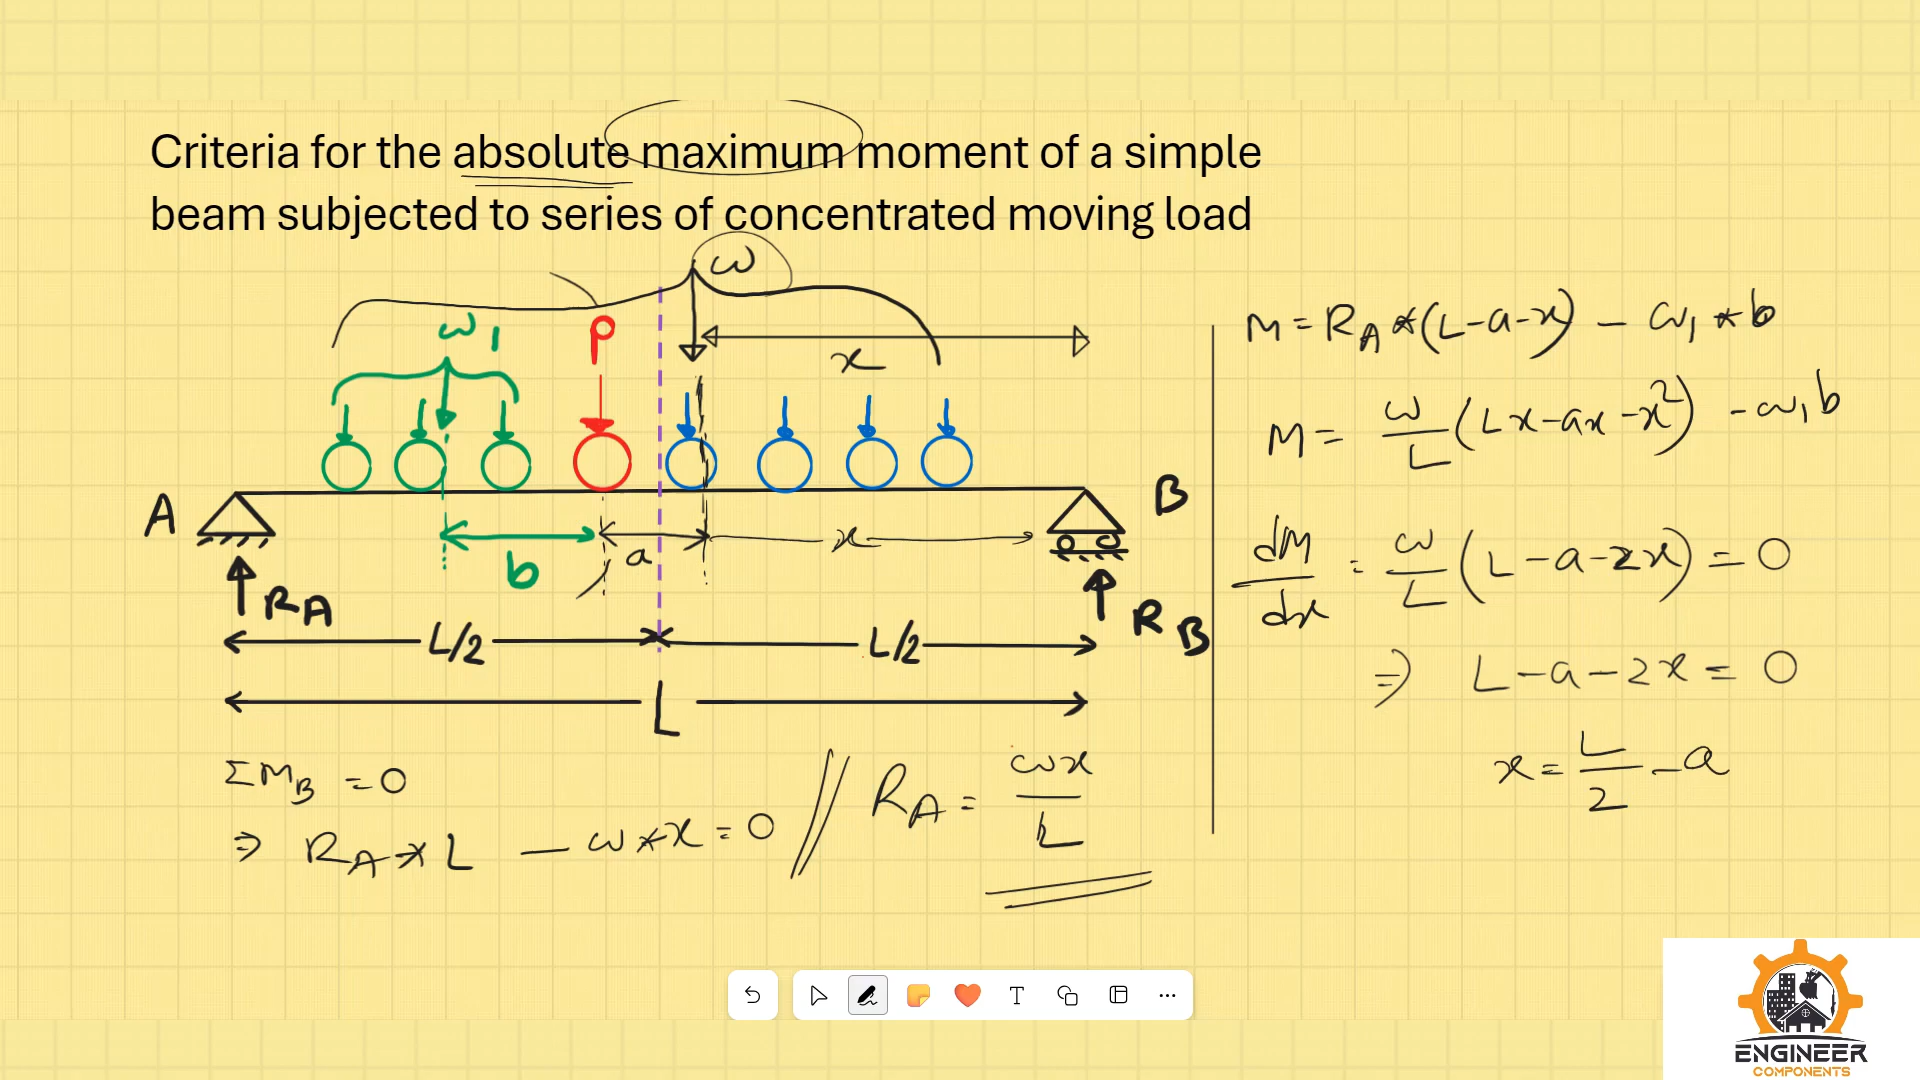 Criteria for the absolute maximum moment of a simple
beam subjected to series of concentrated moving load
ω
ω1
P
x
A
B
b
a
x
RA
RB
L/2
L/2
L
ΣMB = 0
⇒ RA * L - ω * x = 0 // RA = ωx/L
M = RA * (L-a-x) - ω1 * b
M = ω/L (Lx-ax-x²) - ω1b
dM/dx = ω/L (L-a-2x) = 0
⇒ L-a-2x = 0
x = L/2 - a
T
ENGINEER
COMPONENTS